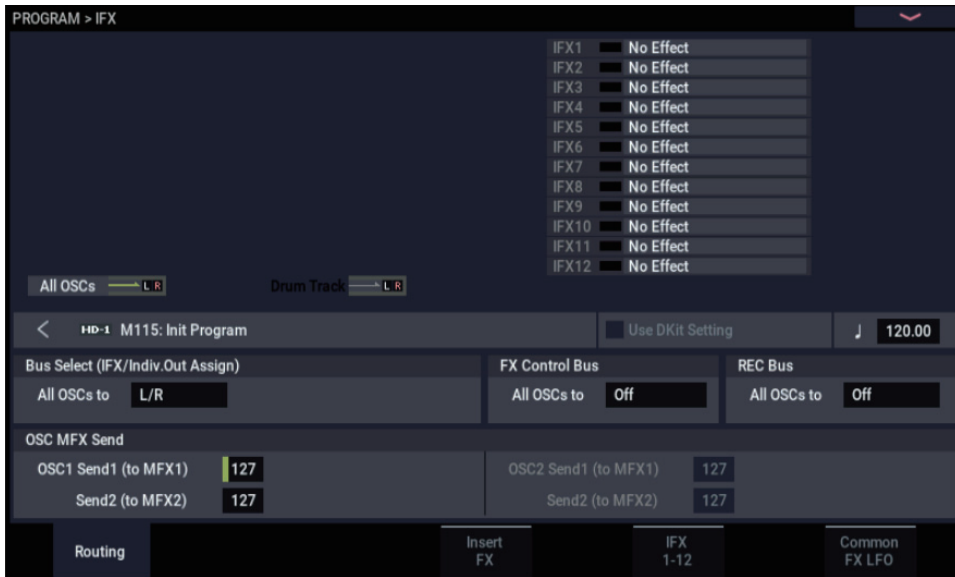 PROGRAM > IFX
IFX1 No Effect
IFX2 No Effect
IFX3 No Effect
IFX4 No Effect
IFX5 No Effect
IFX6 No Effect
IFX7 No Effect
IFX8 No Effect
IFX9 No Effect
IFX10 No Effect
IFX11 No Effect
IFX12 No Effect
All OSCs L R Drum Track L R
HD-1 M115: Init Program Use DKit Setting ♩ 120.00
Bus Select (IFX/Indiv.Out Assign) FX Control Bus REC Bus
All OSCs to L/R All OSCs to Off All OSCs to Off
OSC MFX Send
OSC1 Send1 (to MFX1) 127 OSC2 Send1 (to MFX1) 127
Send2 (to MFX2) 127 Send2 (to MFX2) 127
Routing Insert FX IFX 1-12 Common FX LFO